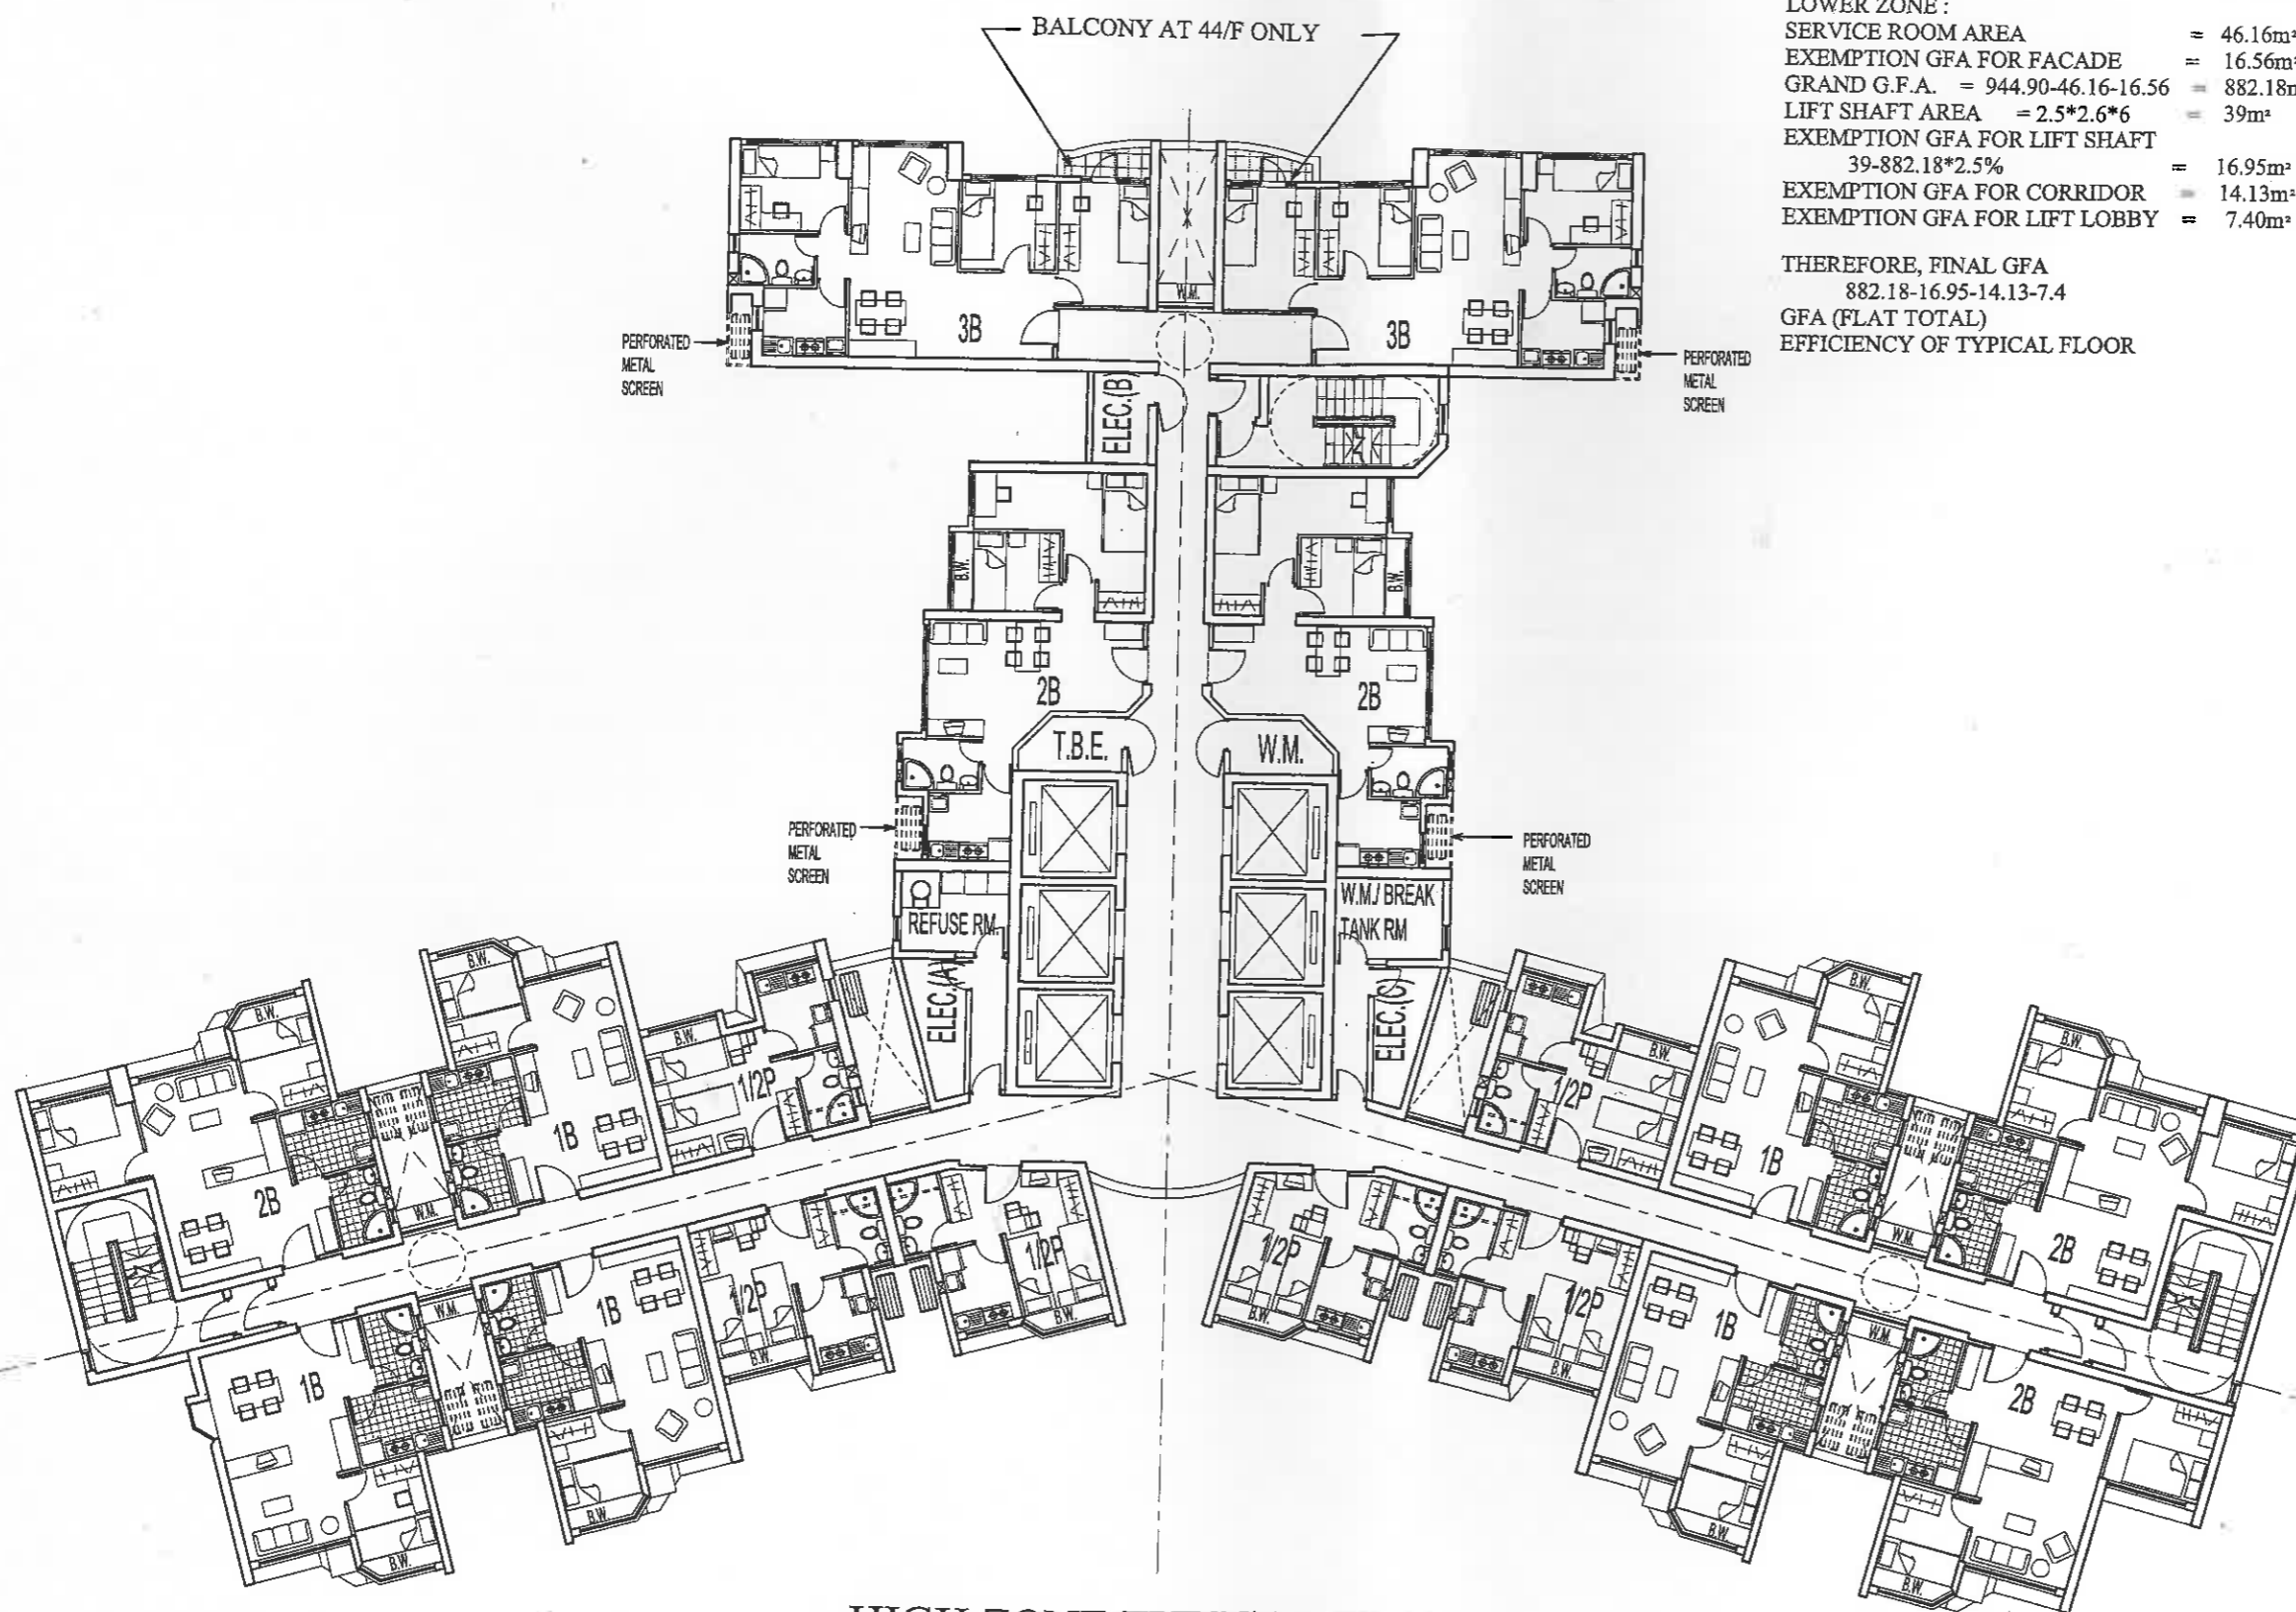 BALCONY AT 44/F ONLY
LOWER ZONE :
SERVICE ROOM AREA = 46.16m²
EXEMPTION GFA FOR FACADE = 16.56m²
GRAND G.F.A. = 944.90-46.16-16.56 = 882.18m
LIFT SHAFT AREA =2.5*2.6*6 = 39m²
EXEMPTION GFA FOR LIFT SHAFT
39-882.18*2.5% = 16.95m²
EXEMPTION GFA FOR CORRIDOR = 14.13m²
EXEMPTION GFA FOR LIFT LOBBY = 7.40m²
THEREFORE, FINAL GFA
882.18-16.95-14.13-7.4
GFA (FLAT TOTAL)
EFFICIENCY OF TYPICAL FLOOR
W.M.
3B
3B
PERFORATED
METAL
SCREEN
PERFORATED
METAL
SCREEN
ELEC.(B)
B.W.
B.W.
2B
2B
T.B.E.
W.M.
PERFORATED
METAL
SCREEN
PERFORATED
METAL
SCREEN
REFUSE RM.
W.M./ BREAK
TANK RM
ELEC.(A)
ELEC.(C)
B.W.
B.W.
B.W.
1/2P
1B
2B
W.M.
B.W.
B.W.
B.W.
1/2P
1B
2B
W.M.
1/2P
1/2P
1B
1B
W.M.
B.W.
B.W.
B.W.
B.W.
1/2P
1/2P
1B
2B
W.M.
B.W.
B.W.
B.W.
B.W.